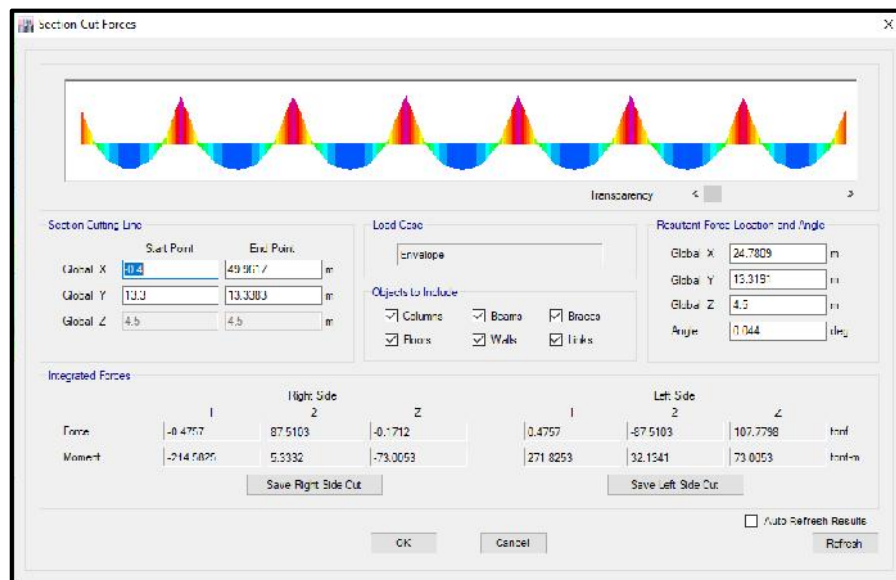 Section Cut Forces
X
Transparency < >
Section Cutting Line
Start Point End Point
Global X -0.4 49.9617 m
Global Y 13.3 13.3383 m
Global Z 4.5 4.5 m
Load Case
Envelope
Objects to Include
Columns Beams Braces
Floors Walls Links
Resultant Force Location and Angle
Global X 24.7809 m
Global Y 13.3191 m
Global Z 4.5 m
Angle 0.044 deg
Integrated Forces
Right Side Left Side
1 2 Z 1 2 Z
Force -0.4757 87.5103 -0.1712 0.4757 -87.5103 107.7798 tonf
Moment -214.5825 5.3332 -73.0053 271.8253 32.1341 73.0053 tonf-m
Save Right Side Cut Save Left Side Cut
Auto Refresh Results
OK Cancel Refresh